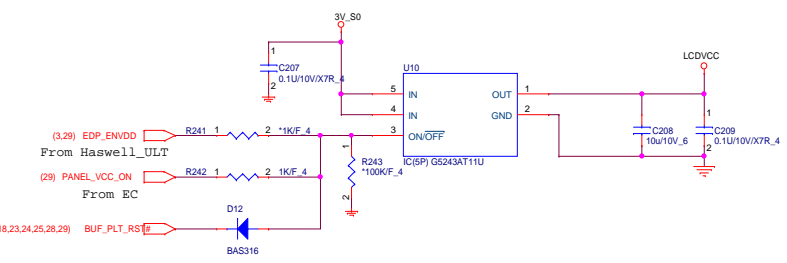 3V_S0
1
C207
0.1U/10V/X7R_4
2
U10
5 IN OUT 1
4 IN GND 2
3 ON/OFF
IC(5P) G5243AT11U
LCDVCC
C208
10u/10V_6
1
C209
0.1U/10V/X7R_4
2
(3,29) EDP_ENVDD R241 1 2 *1K/F_4
From Haswell_ULT
1
R243
*100K/F_4
2
(29) PANEL_VCC_ON R242 1 2 1K/F_4
From EC
D12
8,23,24,25,28,29) BUF_PLT_RST#
BAS316